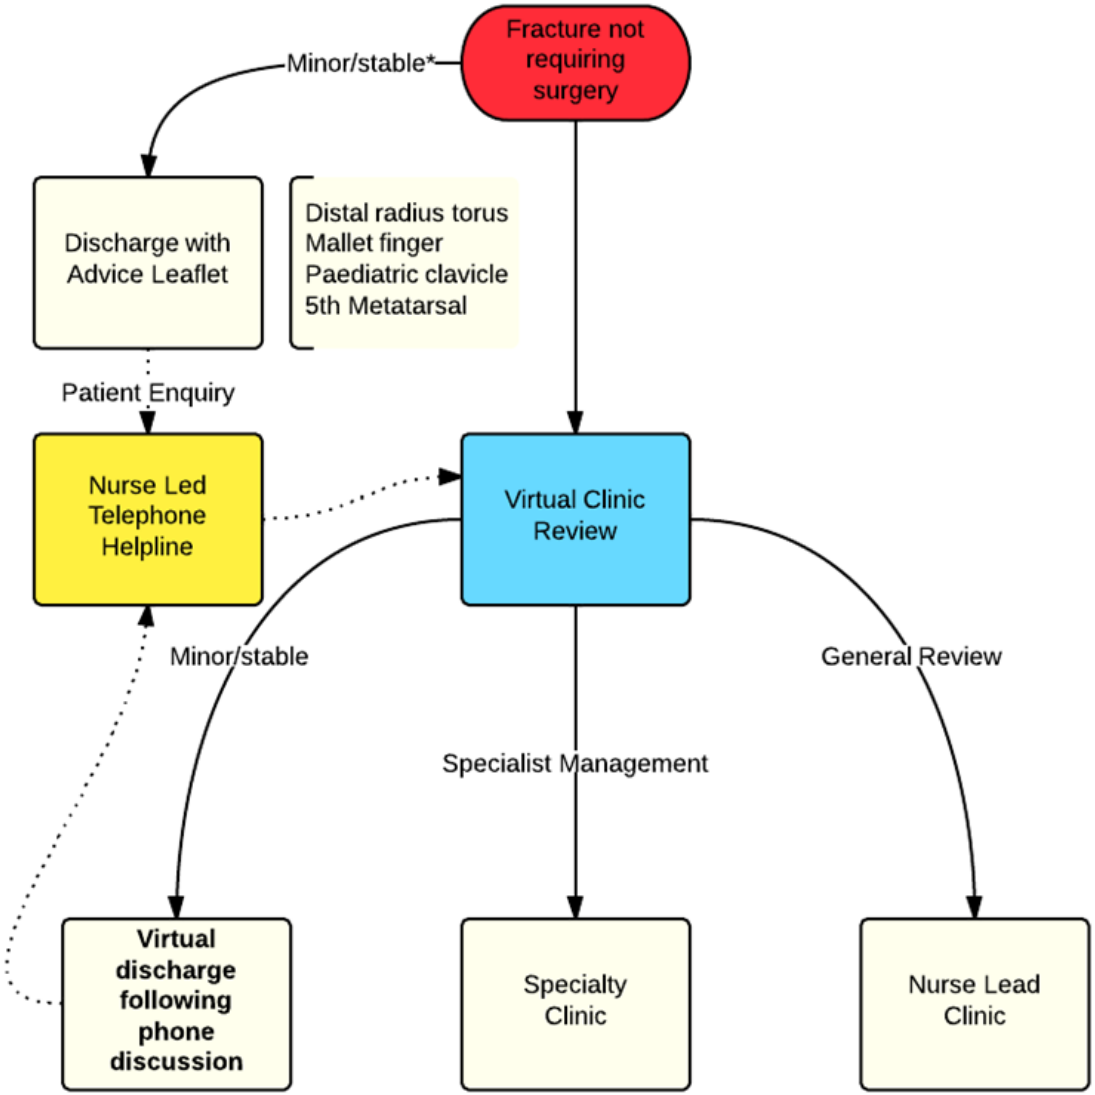 Fracture not
requiring
surgery
Minor/stable*
Discharge with
Advice Leaflet
Distal radius torus
Mallet finger
Paediatric clavicle
5th Metatarsal
Patient Enquiry
Nurse Led
Telephone
Helpline
Virtual Clinic
Review
Minor/stable
General Review
Specialist Management
Virtual
discharge
following
phone
discussion
Specialty
Clinic
Nurse Lead
Clinic